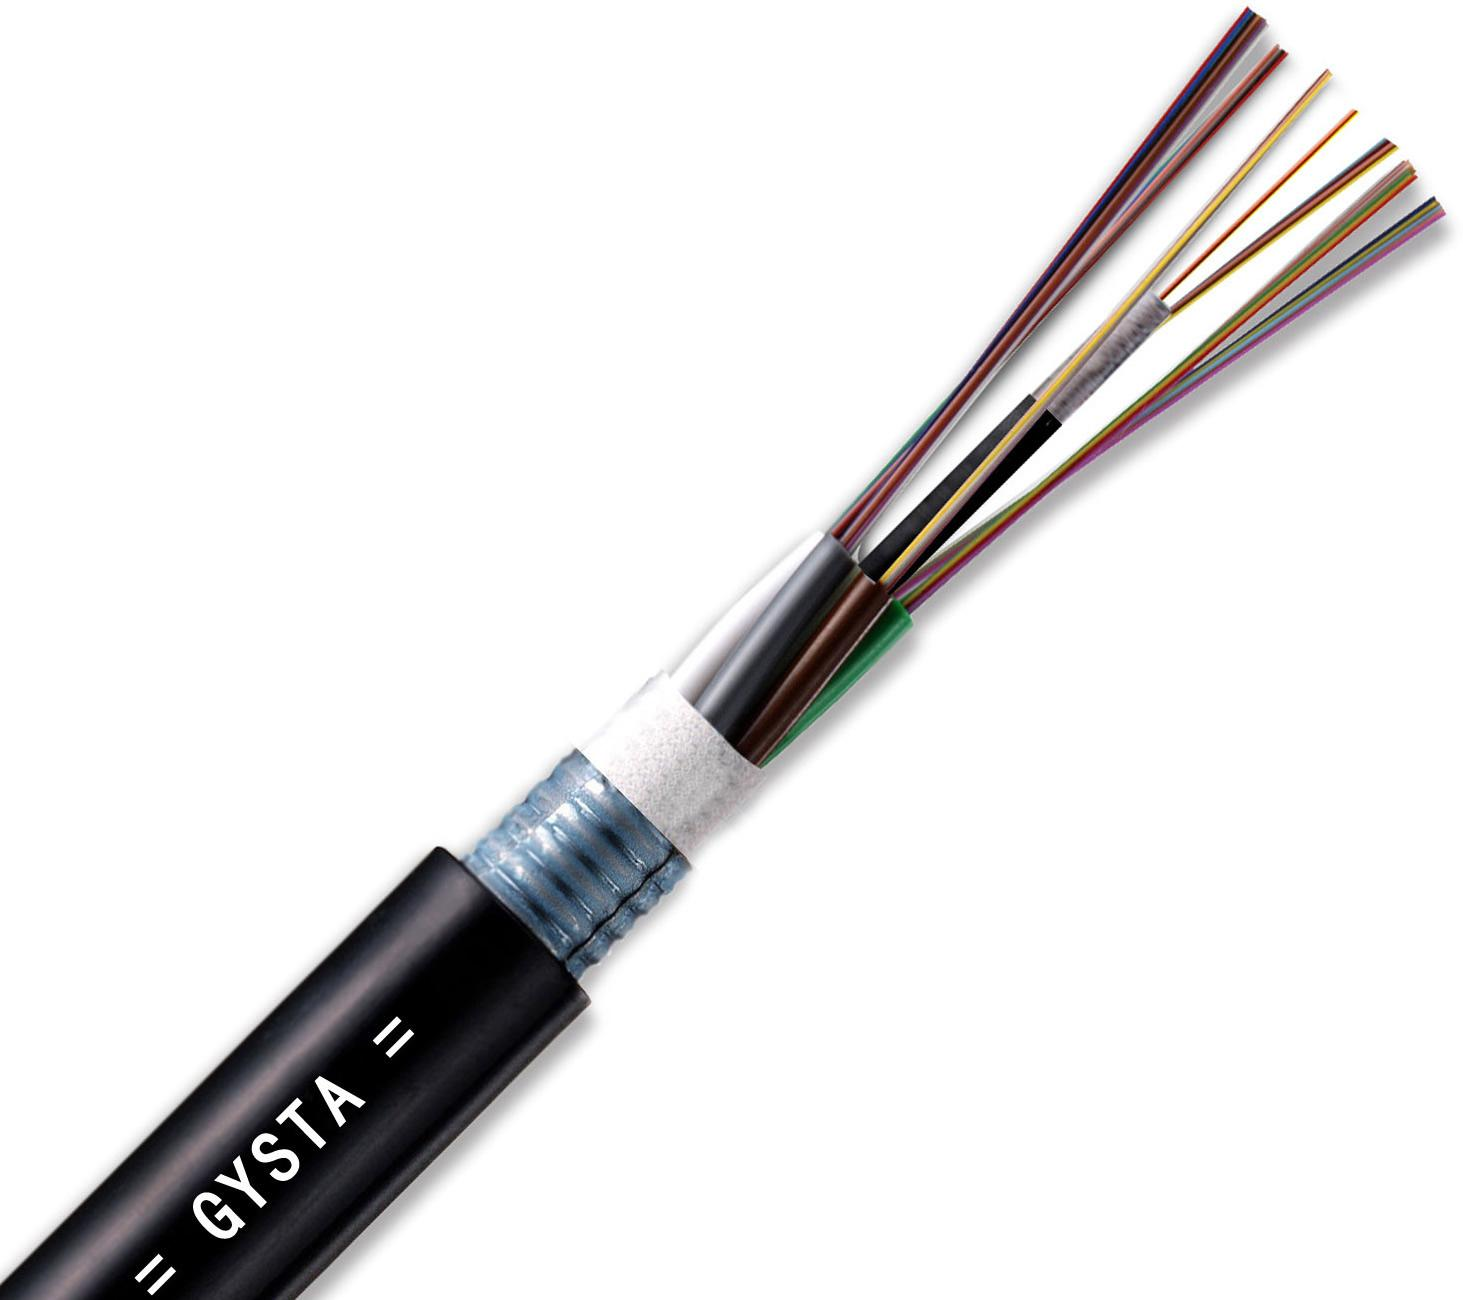 = GYSTA =